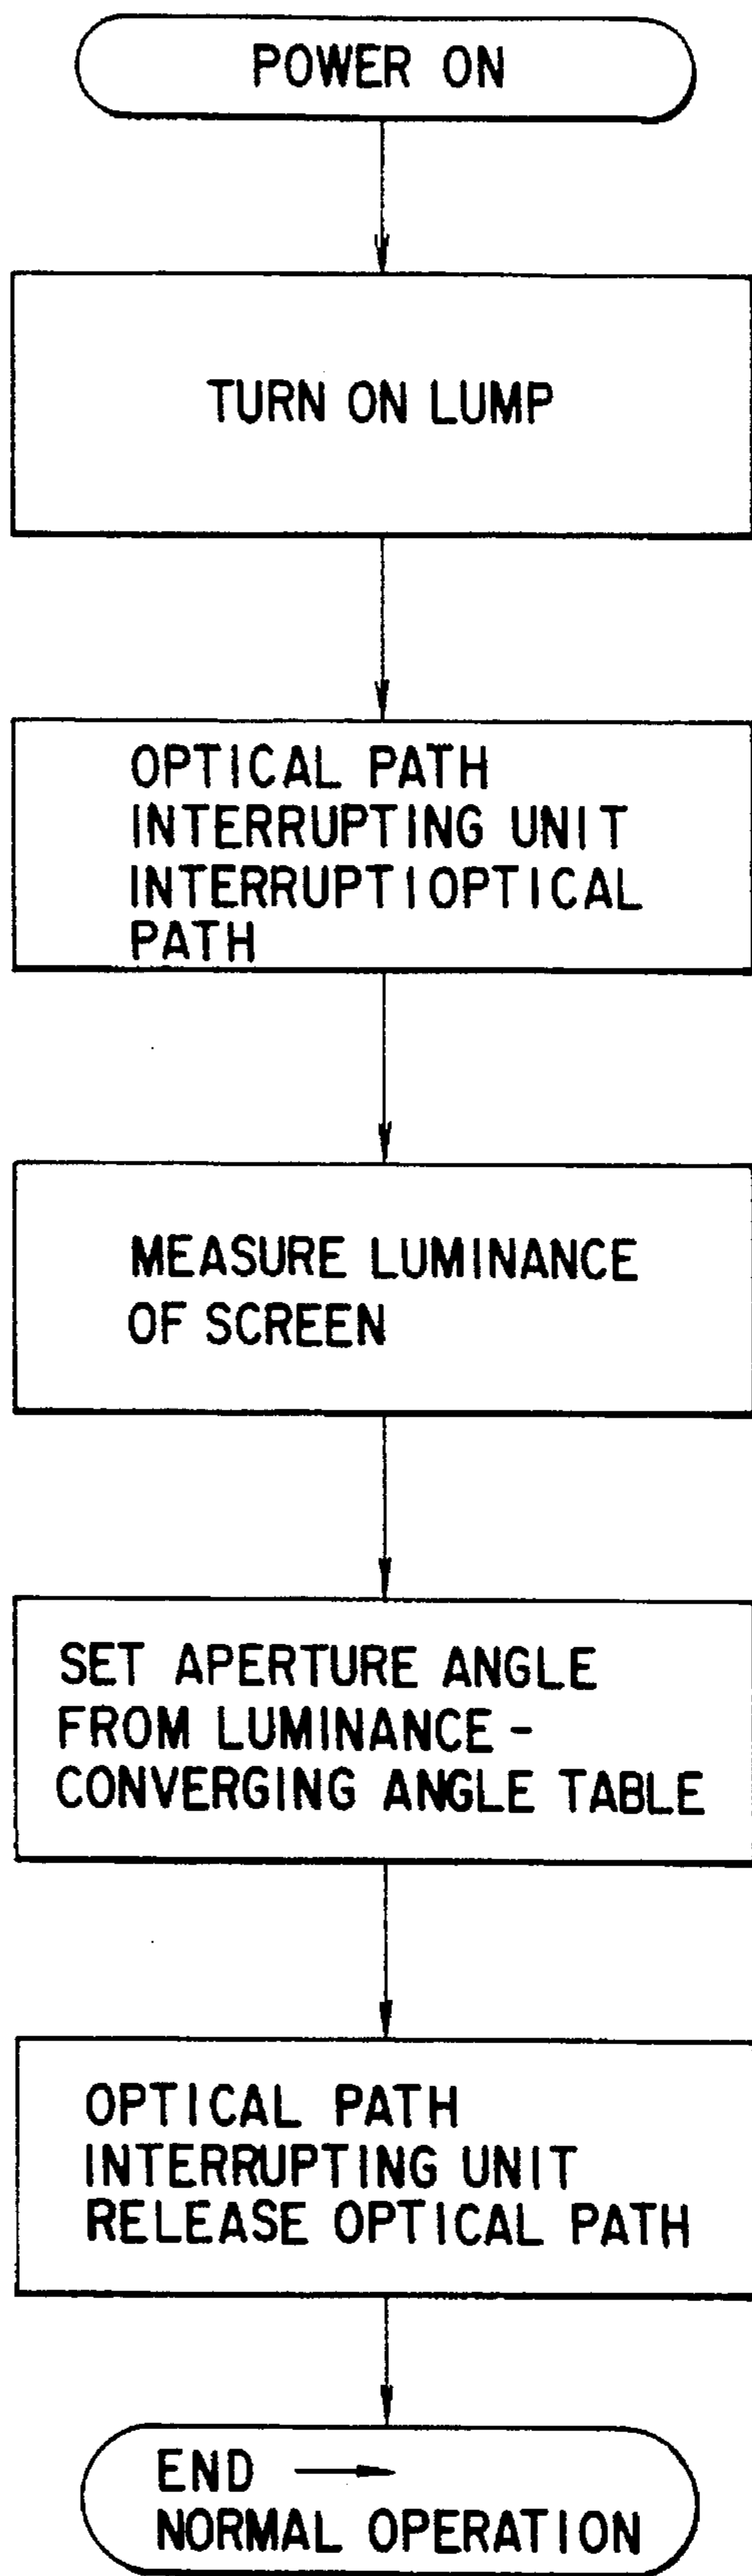 POWER ON
TURN ON LUMP
OPTICAL PATH
INTERRUPTING UNIT
INTERRUPTIOPTICAL
PATH
MEASURE LUMINANCE
OF SCREEN
SET APERTURE ANGLE
FROM LUMINANCE -
CONVERGING ANGLE TABLE
OPTICAL PATH
INTERRUPTING UNIT
RELEASE OPTICAL PATH
END →
NORMAL OPERATION